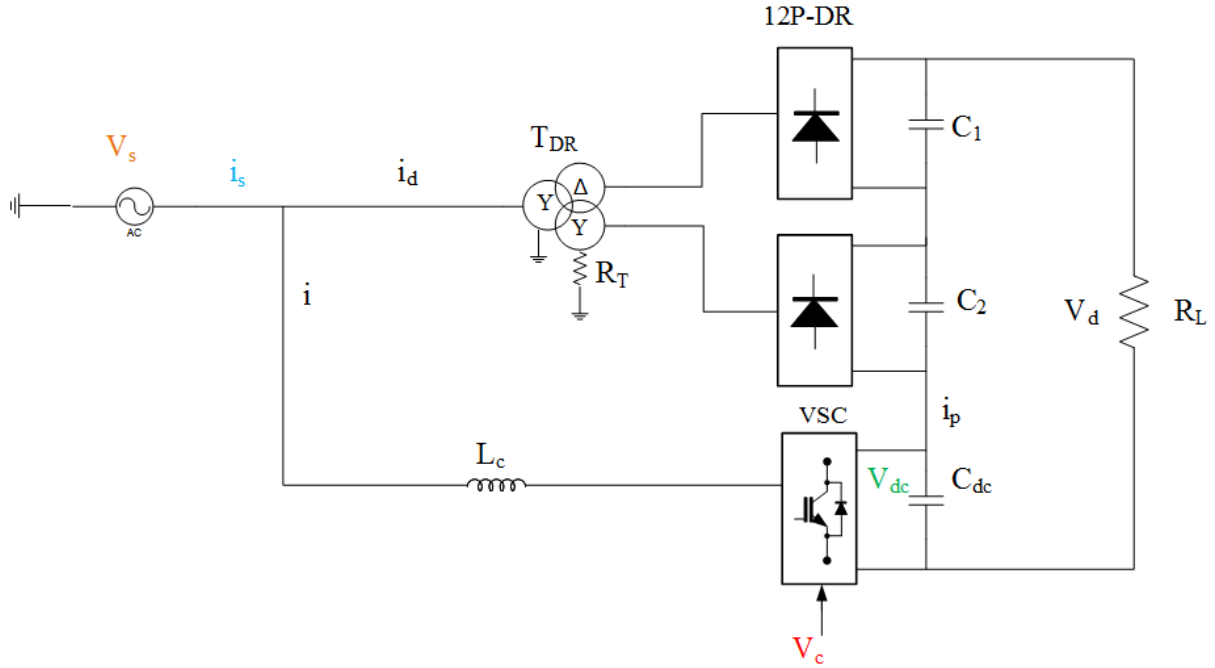 12P-DR
C1
Vs
TDR
is
id
Δ
Y
Y
AC
RT
i
C2
Vd
RL
VSC
ip
Lc
Vdc
Cdc
Vc